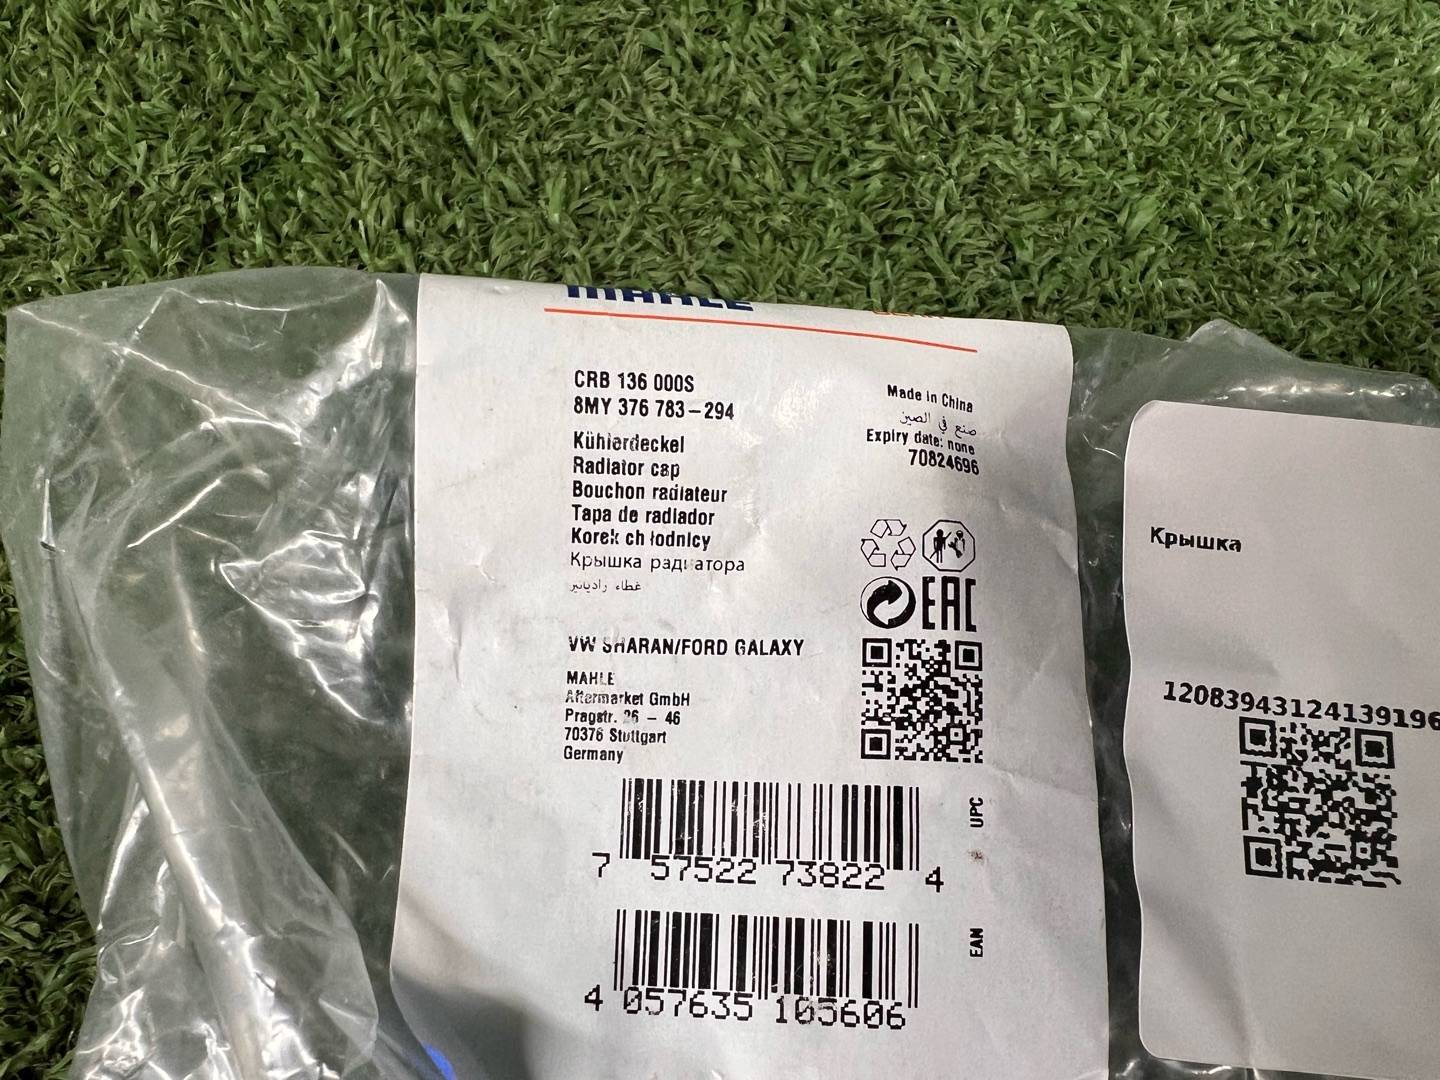 MAHLE
CRB 136 000S
8MY 376 783-294
Kühlerdeckel
Radiator cap
Bouchon radiateur
Tapa de radiador
Korek chłodnicy
Крышка радиатора
غطاء رادياتير
Made in China
صنع في الصين
Expiry date: none
70824696
EAC
VW SHARAN/FORD GALAXY
MAHLE
Aftermarket GmbH
Pragstr. 26 - 46
70376 Stuttgart
Germany
7 57522 73822 4
UPC
4 057635 105606
EAN
Крышка
12083943124139196